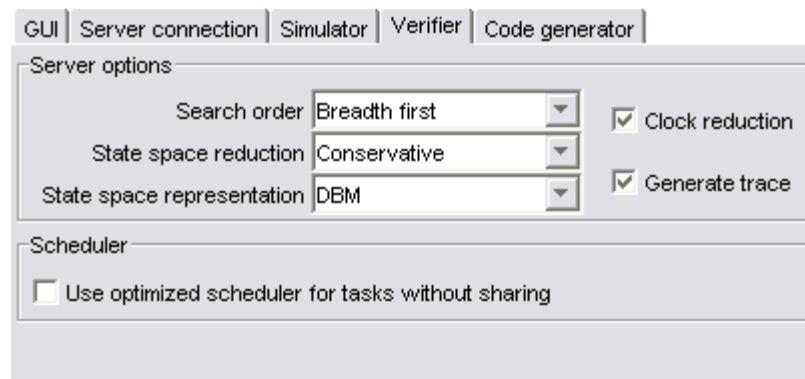 GUI Server connection Simulator Verifier Code generator
Server options
Search order Breadth first
Clock reduction
State space reduction Conservative
Generate trace
State space representation DBM
Scheduler
Use optimized scheduler for tasks without sharing